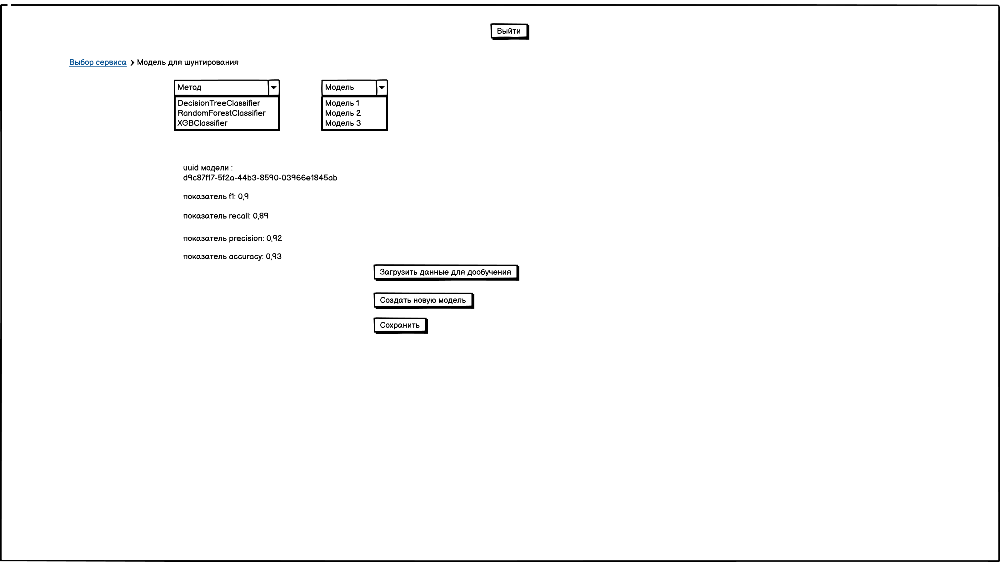 Выйти
Выбор сервиса ❯ Модель для шунтирования
Метод
DecisionTreeClassifier
RandomForestClassifier
XGBClassifier
Модель
Модель 1
Модель 2
Модель 3
uuid модели :
d9c87f17-5f2a-44b3-8590-03966e1845ab
показатель f1: 0,9
показатель recall: 0,89
показатель precision: 0,92
показатель accuracy: 0,93
Загрузить данные для дообучения
Создать новую модель
Сохранить